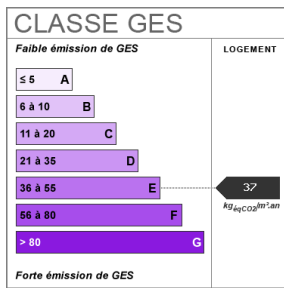 CLASSE GES
Faible émission de GES
LOGEMENT
≤ 5 A
6 à 10 B
11 à 20 C
21 à 35 D
36 à 55 E
37
kgéqCO2/m².an
56 à 80 F
> 80 G
Forte émission de GES